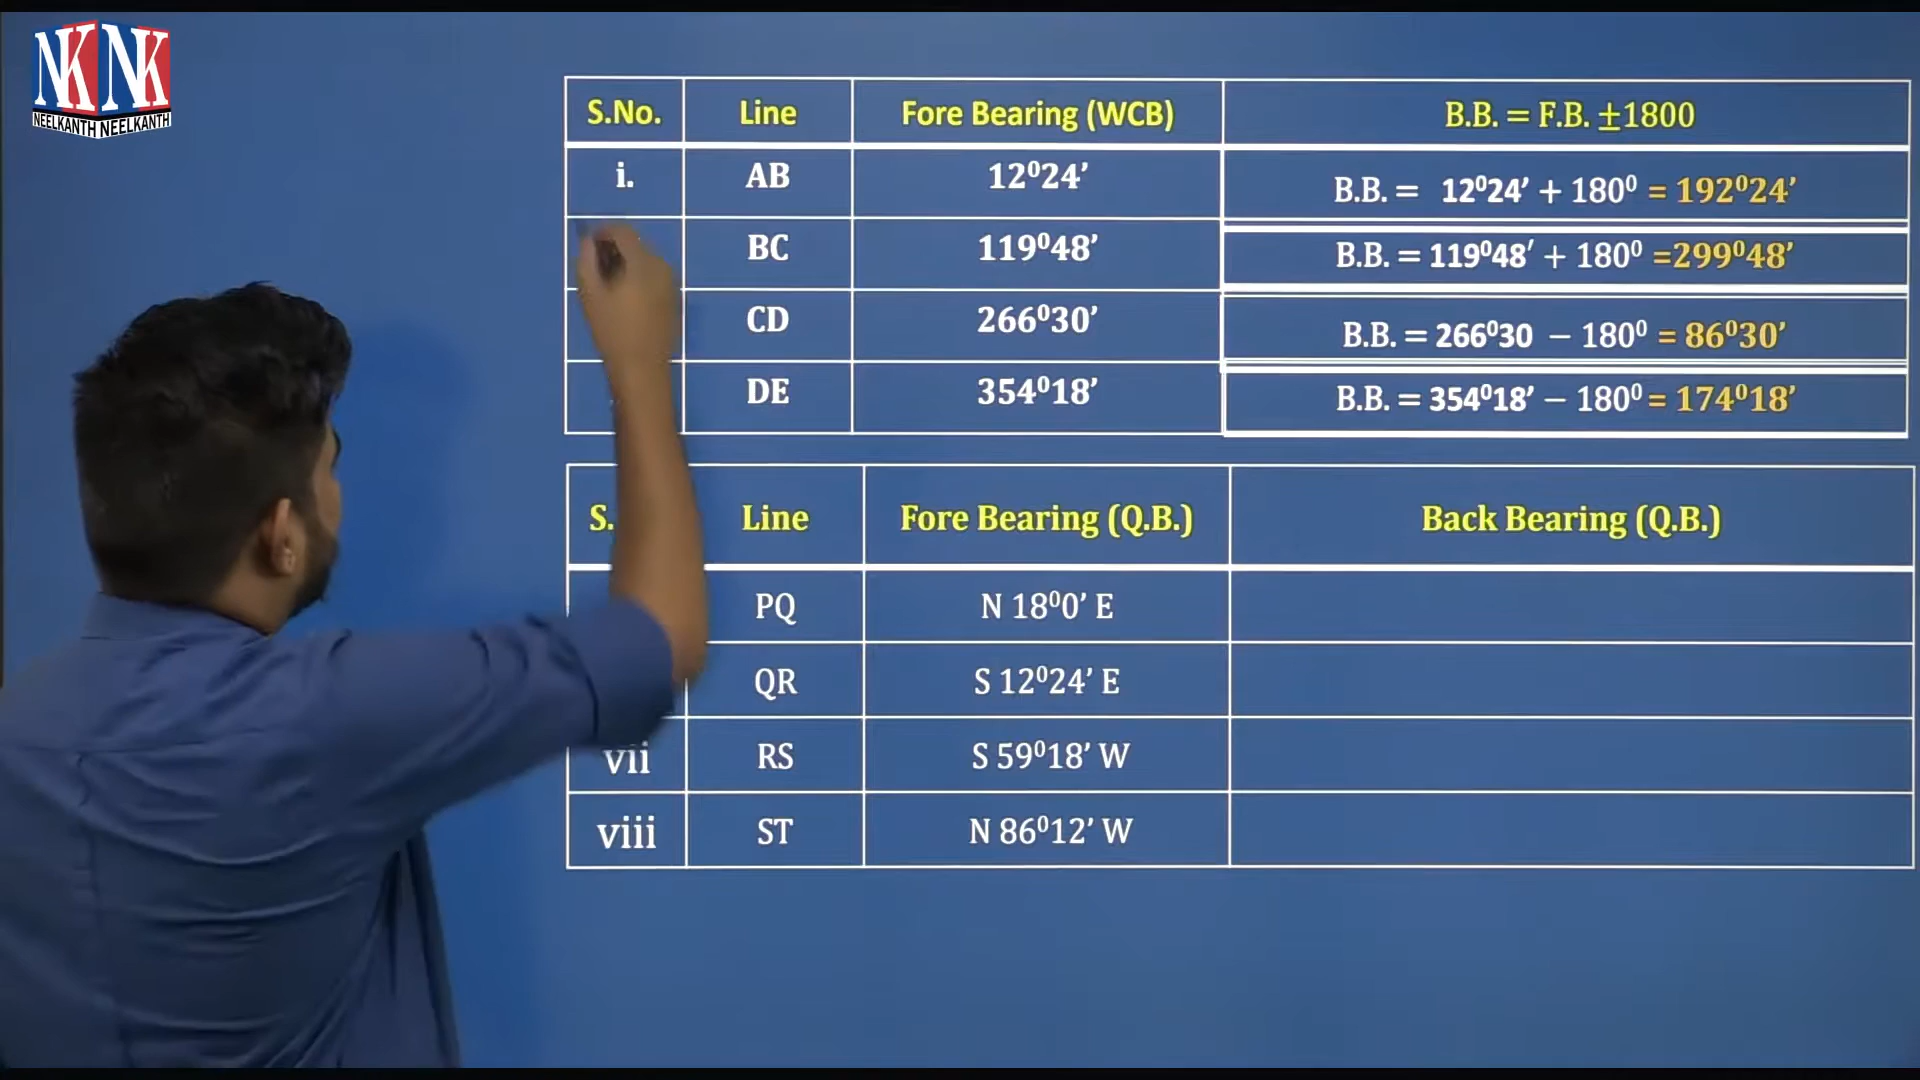 NK NK
NEELKANTH NEELKANTH
S.No. Line Fore Bearing (WCB) B.B. = F.B. ±1800
i. AB 12⁰24’ B.B. = 12⁰24’ + 180⁰ = 192⁰24’
BC 119⁰48’ B.B. = 119⁰48′ + 180⁰ =299⁰48’
CD 266⁰30’ B.B. = 266⁰30 − 180⁰ = 86⁰30’
DE 354⁰18’ B.B. = 354⁰18’ − 180⁰ = 174⁰18’
S. Line Fore Bearing (Q.B.) Back Bearing (Q.B.)
PQ N 18⁰0’ E
QR S 12⁰24’ E
vii RS S 59⁰18’ W
viii ST N 86⁰12’ W